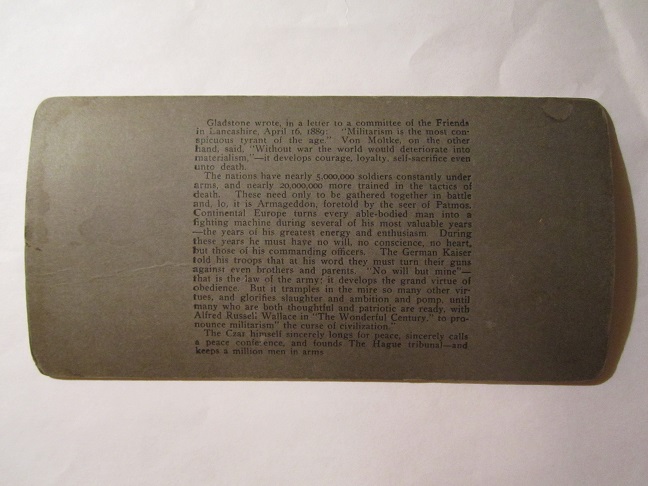 Gladstone wrote, in a letter to a committee of the Friends
in Lancashire, April 16, 1889: "Militarism is the most con-
spicuous tyrant of the age." Von Moltke, on the other
hand, said, "Without war the world would deteriorate into
materialism,"—it develops courage, loyalty, self-sacrifice even
unto death.
The nations have nearly 5,000,000 soldiers constantly under
arms, and nearly 20,000,000 more trained in the tactics of
death. These need only to be gathered together in battle
and, lo, it is Armageddon, foretold by the seer of Patmos.
Continental Europe turns every able-bodied man into a
fighting machine during several of his most valuable years
—the years of his greatest energy and enthusiasm. During
these years he must have no will, no conscience, no heart,
but those of his commanding officers. The German Kaiser
told his troops that at his word they must turn their guns
against even brothers and parents. "No will but mine"—
that is the law of the army; it develops the grand virtue of
obedience. But it tramples in the mire so many other vir-
tues, and glorifies slaughter and ambition and pomp, until
many who are both thoughtful and patriotic are ready, with
Alfred Russell Wallace in "The Wonderful Century," to pro-
nounce militarism "the curse of civilization."
The Czar himself sincerely longs for peace, sincerely calls
a peace conference, and founds The Hague tribunal—and
keeps a million men in arms